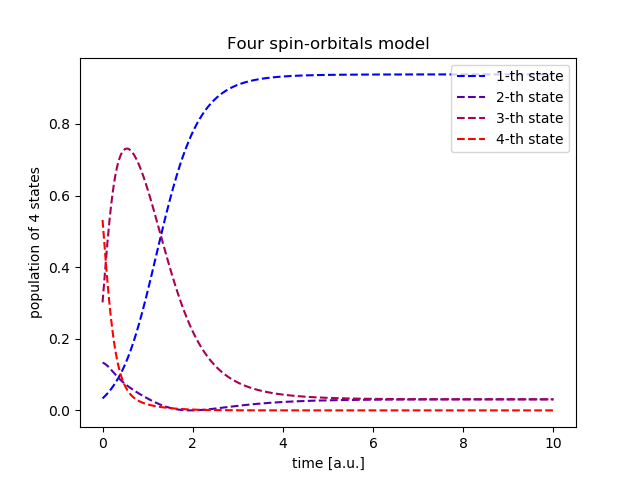 Four spin-orbitals model
1-th state
2-th state
3-th state
4-th state
population of 4 states
0.8
0.6
0.4
0.2
0.0
0 2 4 6 8 10
time [a.u.]